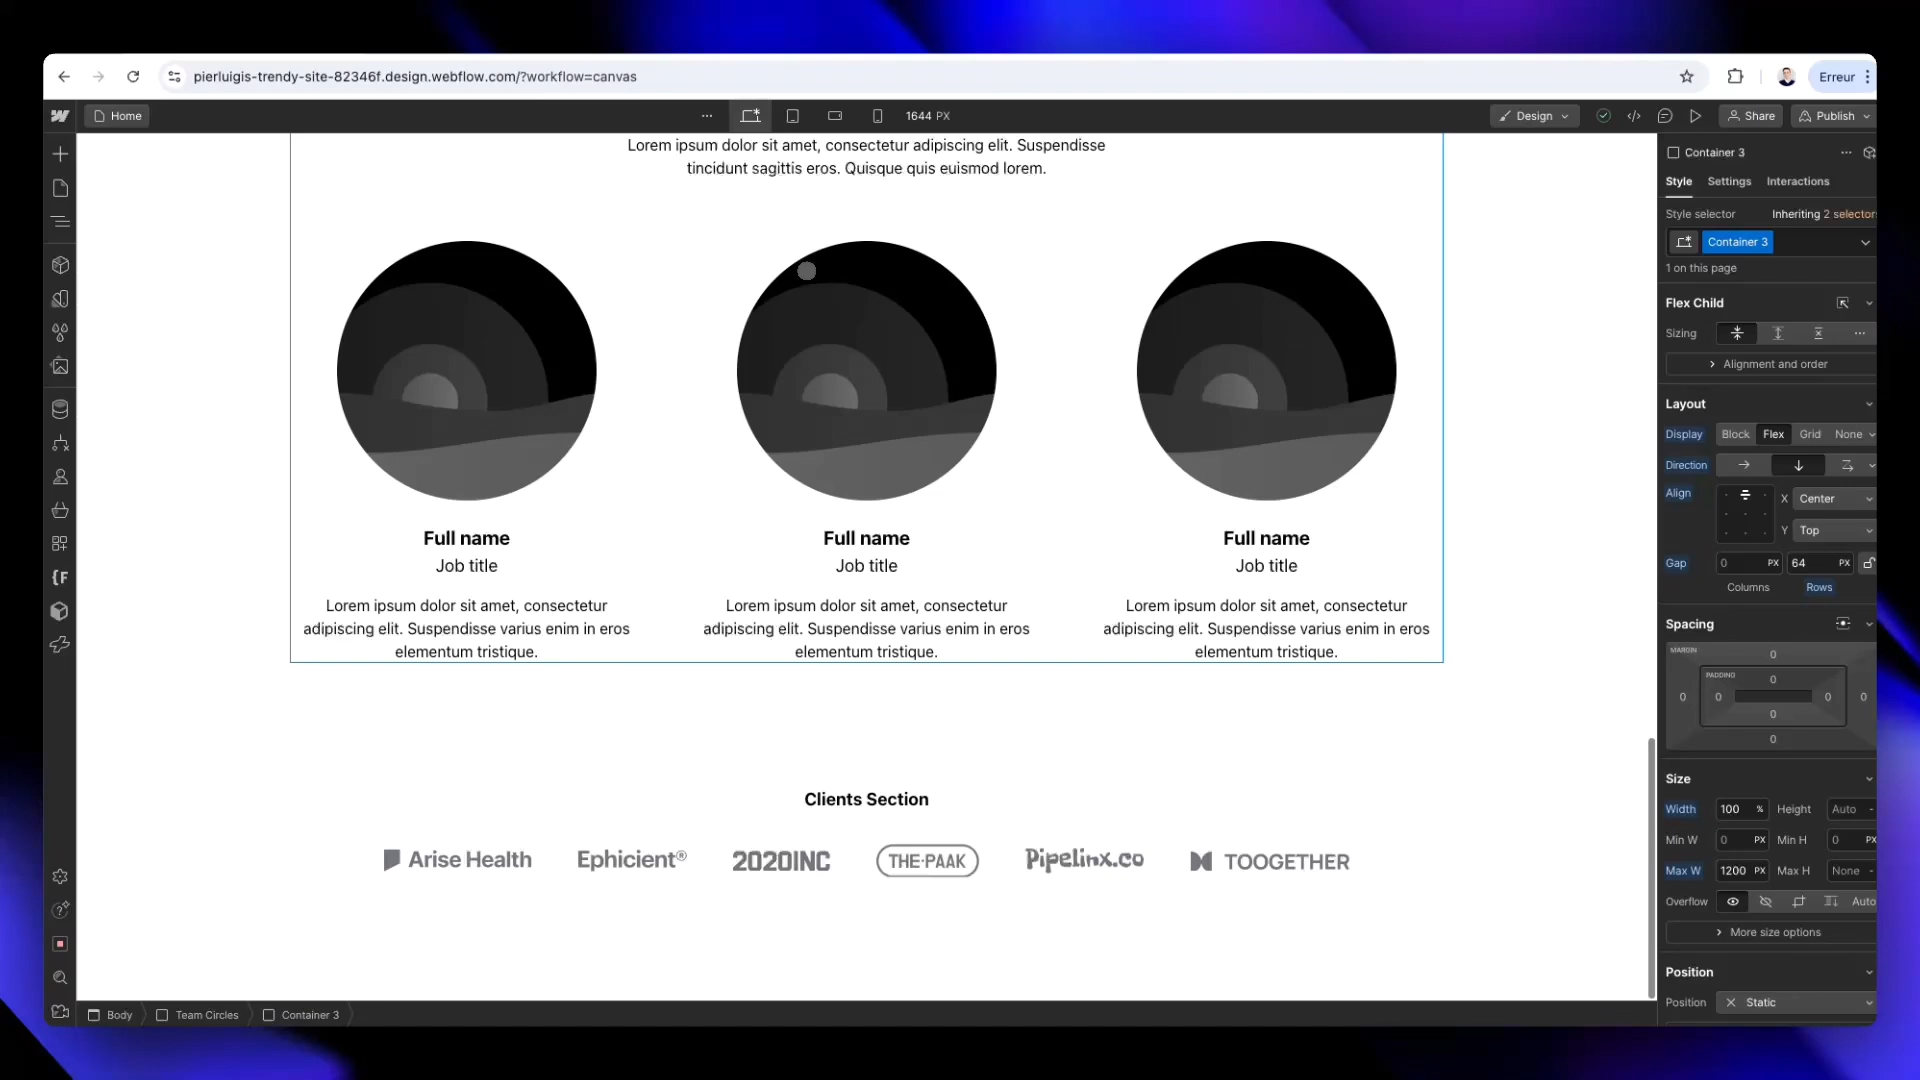 pierluigis-trendy-site-82346f.design.webflow.com/?workflow=canvas
Erreur
Home
1644 PX
Design
Share
Publish
Lorem ipsum dolor sit amet, consectetur adipiscing elit. Suspendisse
tincidunt sagittis eros. Quisque quis euismod lorem.
Full name
Job title
Lorem ipsum dolor sit amet, consectetur
adipiscing elit. Suspendisse varius enim in eros
elementum tristique.
Full name
Job title
Lorem ipsum dolor sit amet, consectetur
adipiscing elit. Suspendisse varius enim in eros
elementum tristique.
Full name
Job title
Lorem ipsum dolor sit amet, consectetur
adipiscing elit. Suspendisse varius enim in eros
elementum tristique.
Clients Section
Arise Health
Ephicient®
2020INC
THE·PAAK
Pipelinx.co
TOOGETHER
Body
Team Circles
Container 3
Container 3
Style Settings Interactions
Style selector Inheriting 2 selector
Container 3
1 on this page
Flex Child
Sizing
Alignment and order
Layout
Display Block Flex Grid None
Direction
Align X Center
Y Top
Gap 0 PX 64 PX
Columns Rows
Spacing
MARGIN 0
PADDING 0
0 0 0 0
0
0
Size
Width 100 % Height Auto -
Min W 0 PX Min H 0 PX
Max W 1200 PX Max H None -
Overflow Auto
More size options
Position
Position Static